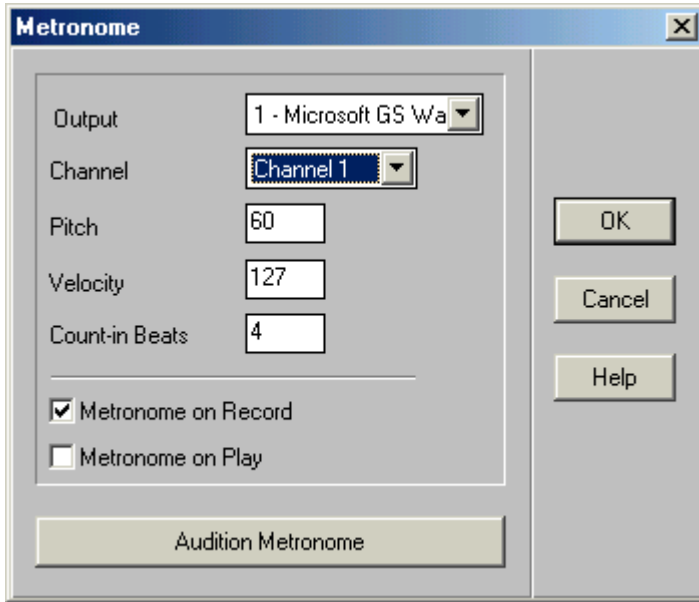 Metronome
Output 1 - Microsoft GS Wa
Channel Channel 1
Pitch 60
Velocity 127
Count-in Beats 4
Metronome on Record
Metronome on Play
Audition Metronome
OK
Cancel
Help